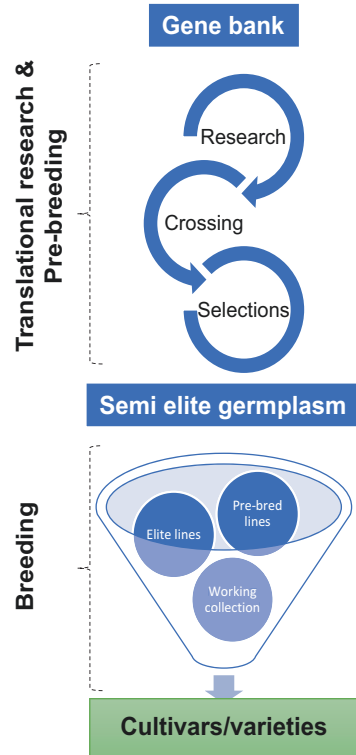 Gene bank
Translational research &
Pre-breeding
Research
Crossing
Selections
Semi elite germplasm
Breeding
Pre-bred
lines
Elite lines
Working
collection
Cultivars/varieties